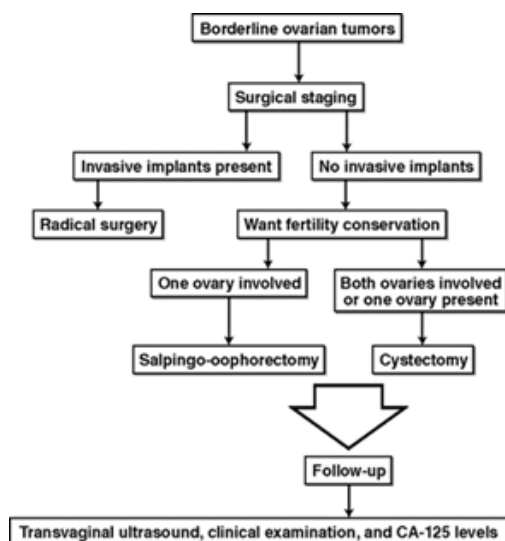 Borderline ovarian tumors
Surgical staging
Invasive implants present
No invasive implants
Radical surgery
Want fertility conservation
One ovary involved
Both ovaries involved
or one ovary present
Salpingo-oophorectomy
Cystectomy
Follow-up
Transvaginal ultrasound, clinical examination, and CA-125 levels